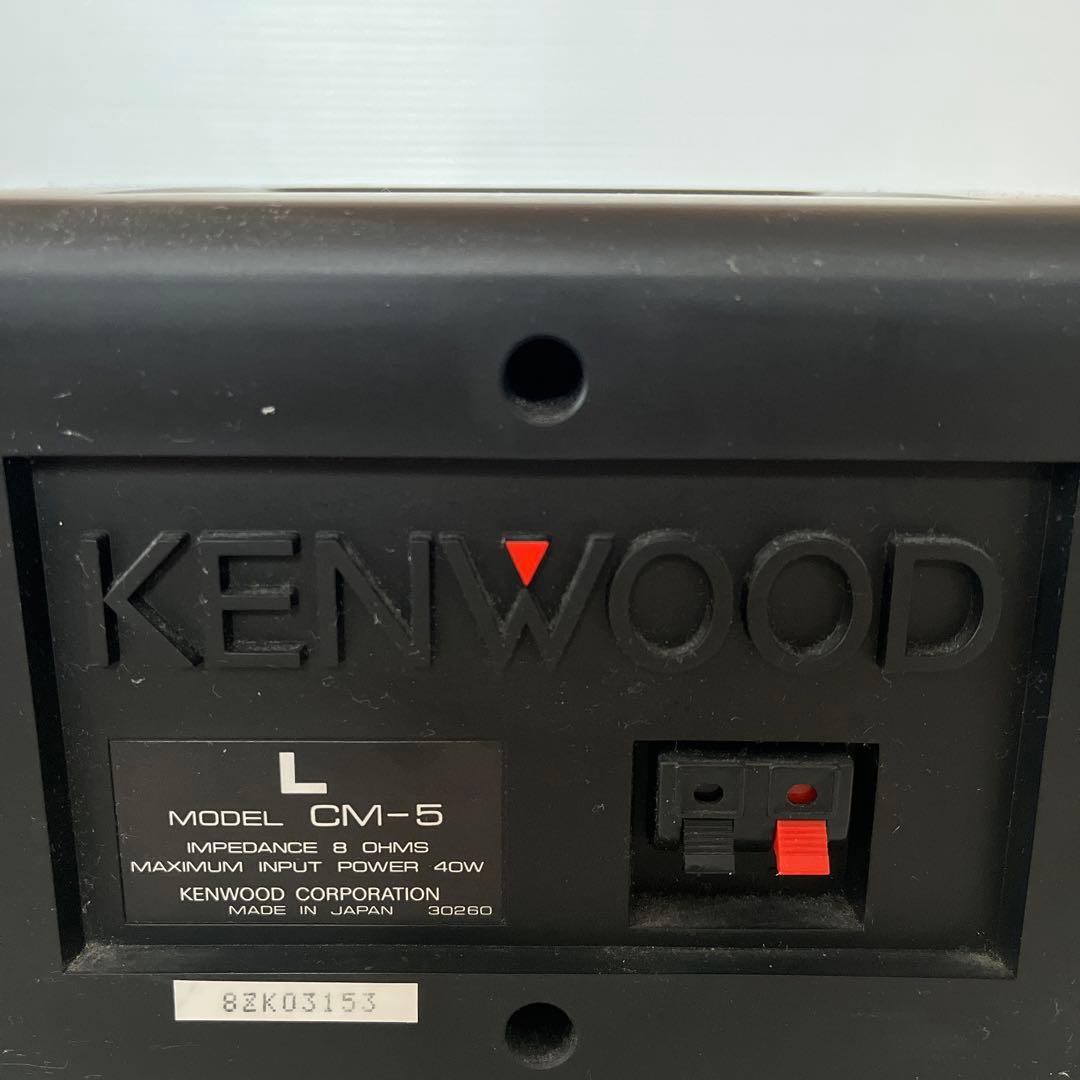 KENWOOD
L
MODEL CM-5
IMPEDANCE 8 OHMS
MAXIMUM INPUT POWER 40W
KENWOOD CORPORATION
MADE IN JAPAN 30260
8ZK03153